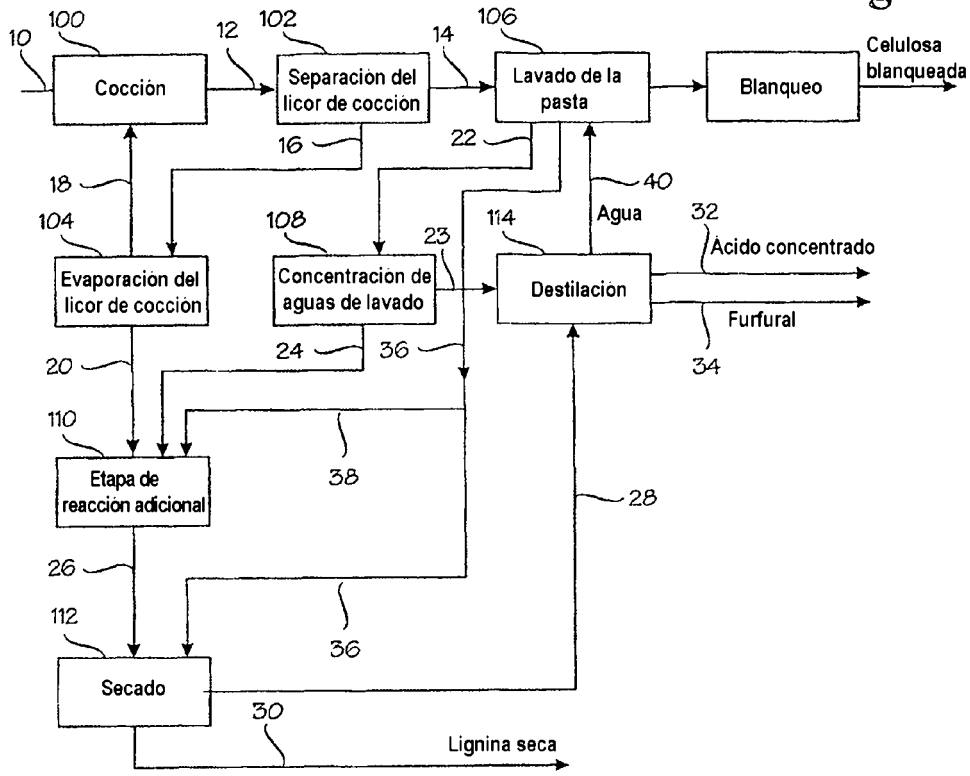 g
10
100
Cocción
12
102
Separación del
licor de cocción
14
106
Lavado de la
pasta
Blanqueo
Celulosa
blanqueada
16
22
18
40
Agua
104
Evaporación del
licor de cocción
108
Concentración de
aguas de lavado
23
114
Destilación
32
Ácido concentrado
Furfural
34
20
24
36
110
Etapa de
reacción adicional
38
28
26
112
Secado
36
30
Lignina seca